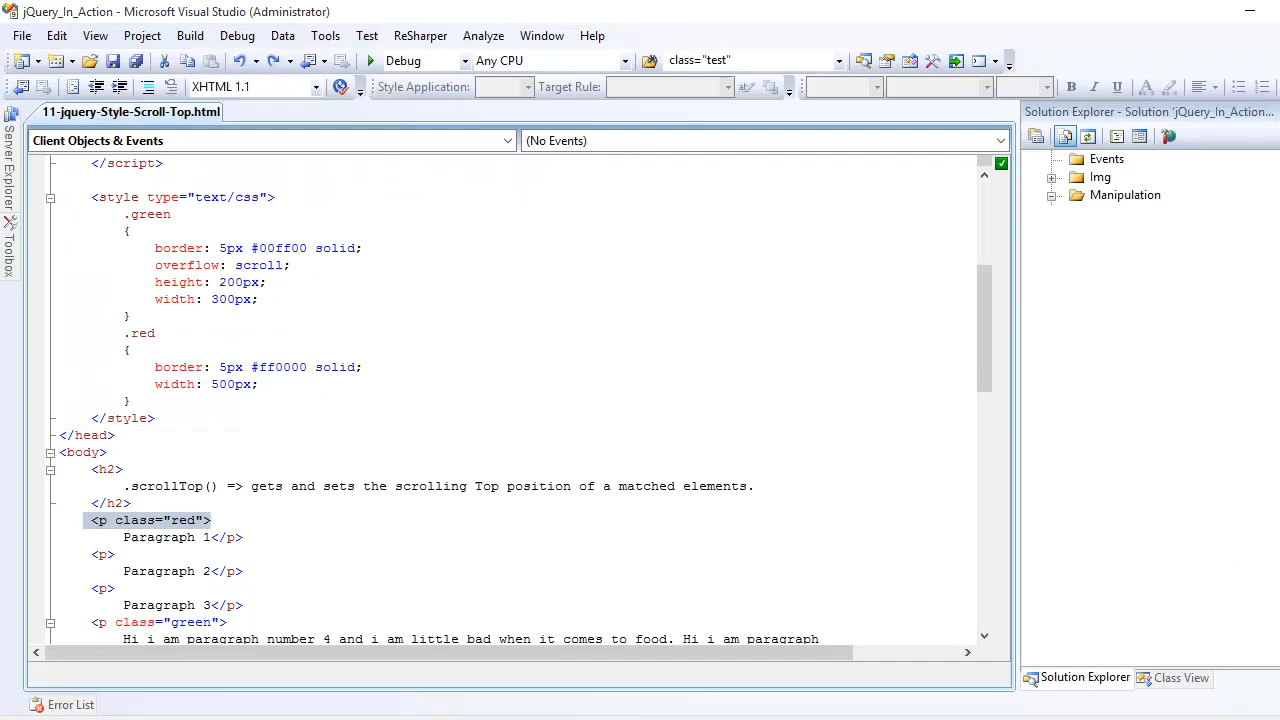 jQuery_In_Action - Microsoft Visual Studio (Administrator)
File Edit View Project Build Debug Data Tools Test ReSharper Analyze Window Help
Debug Any CPU class="test"
XHTML 1.1 Style Application: Target Rule: B I U A
11-jquery-Style-Scroll-Top.html
Solution Explorer - Solution 'jQuery_In_Action...
Client Objects & Events (No Events)
Server Explorer
Toolbox
Events
Img
Manipulation
</script>
<style type="text/css">
.green
{
border: 5px #00ff00 solid;
overflow: scroll;
height: 200px;
width: 300px;
}
.red
{
border: 5px #ff0000 solid;
width: 500px;
}
</style>
</head>
<body>
<h2>
.scrollTop() => gets and sets the scrolling Top position of a matched elements.
</h2>
<p class="red">
Paragraph 1</p>
<p>
Paragraph 2</p>
<p>
Paragraph 3</p>
<p class="green">
Hi i am paragraph number 4 and i am little bad when it comes to food. Hi i am paragraph
Solution Explorer Class View
Error List